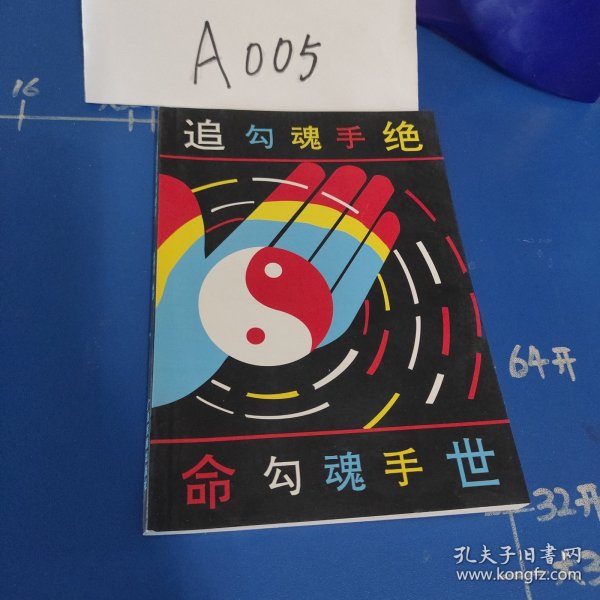 A005
16
追勾魂手绝
64开
命勾魂手世
32开
孔夫子旧书网
www.kongfz.com